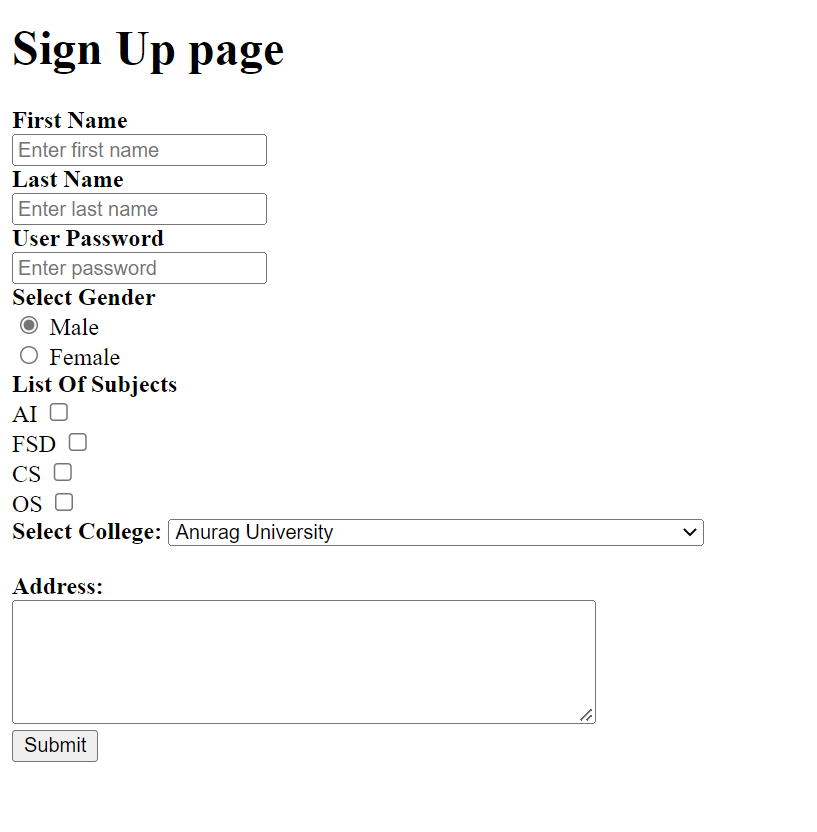 Sign Up page
First Name
Enter first name
Last Name
Enter last name
User Password
Enter password
Select Gender
Male
Female
List Of Subjects
AI
FSD
CS
OS
Select College: Anurag University
Address:
Submit